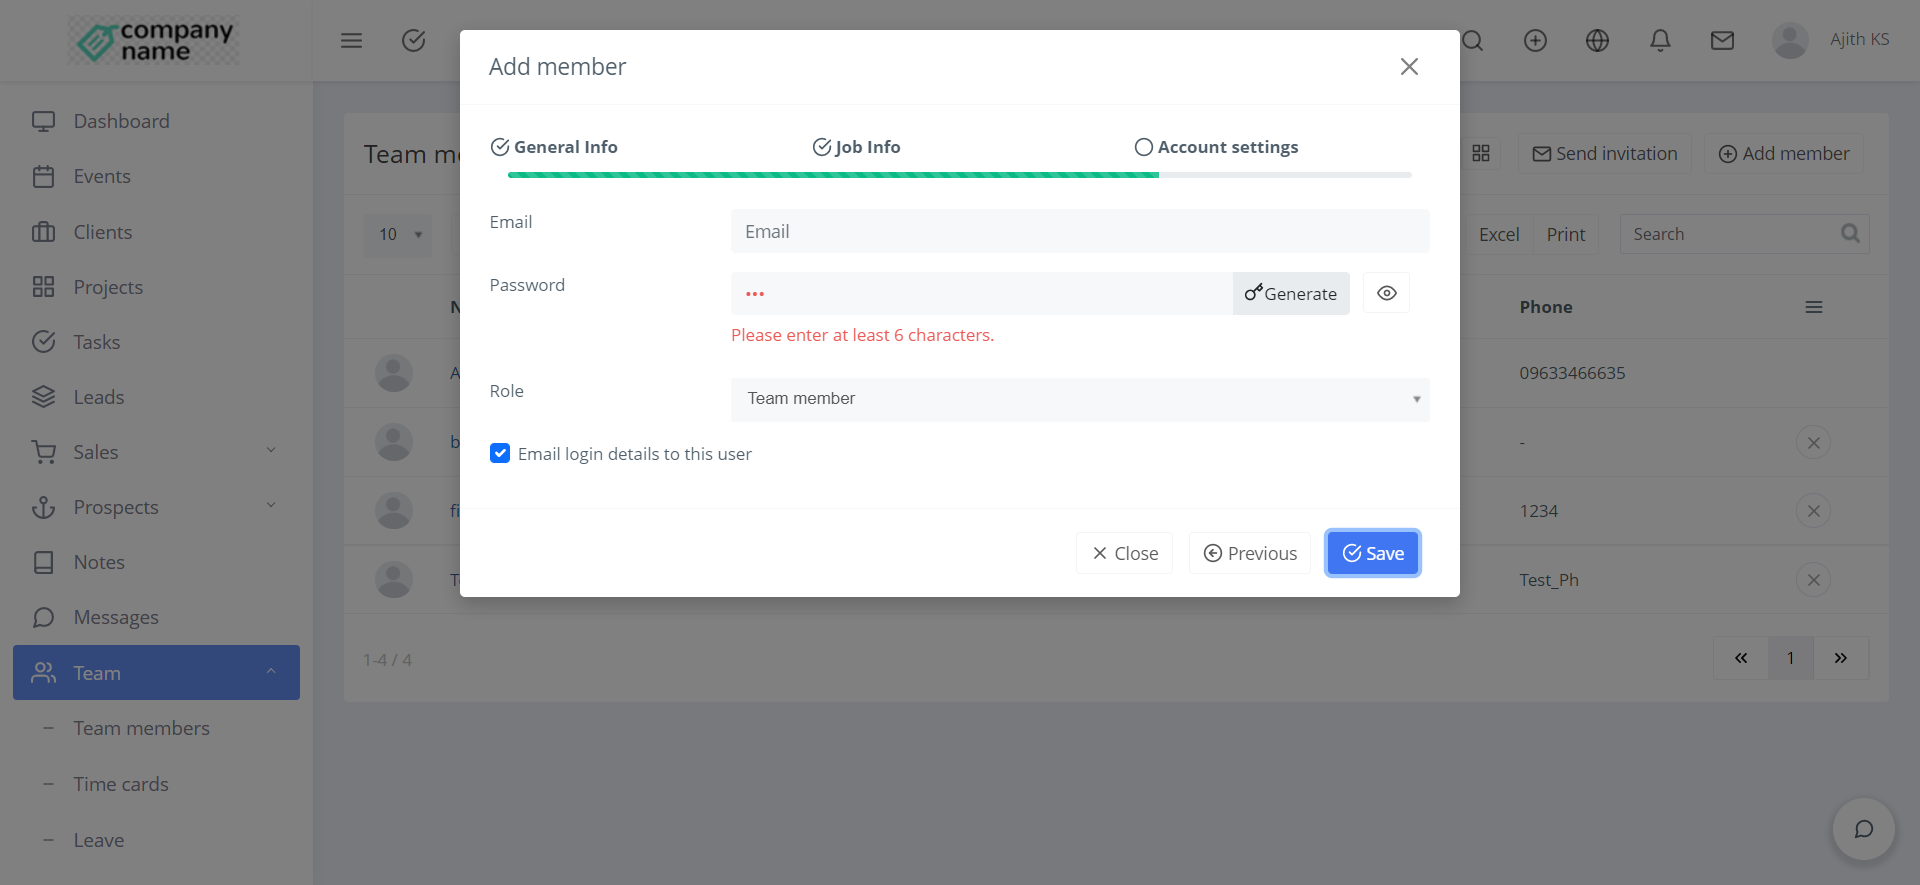 company
name
Ajith KS
Dashboard
Events
Clients
Projects
Tasks
Leads
Sales
Prospects
Notes
Messages
Team
Team members
Time cards
Leave
Add member
General Info
Job Info
Account settings
Email
Email
Password
•••
Generate
Please enter at least 6 characters.
Role
Team member
Email login details to this user
Close
Previous
Save
Send invitation
Add member
10
Excel
Print
Search
Phone
09633466635
-
1234
Test_Ph
1-4 / 4
«
1
»